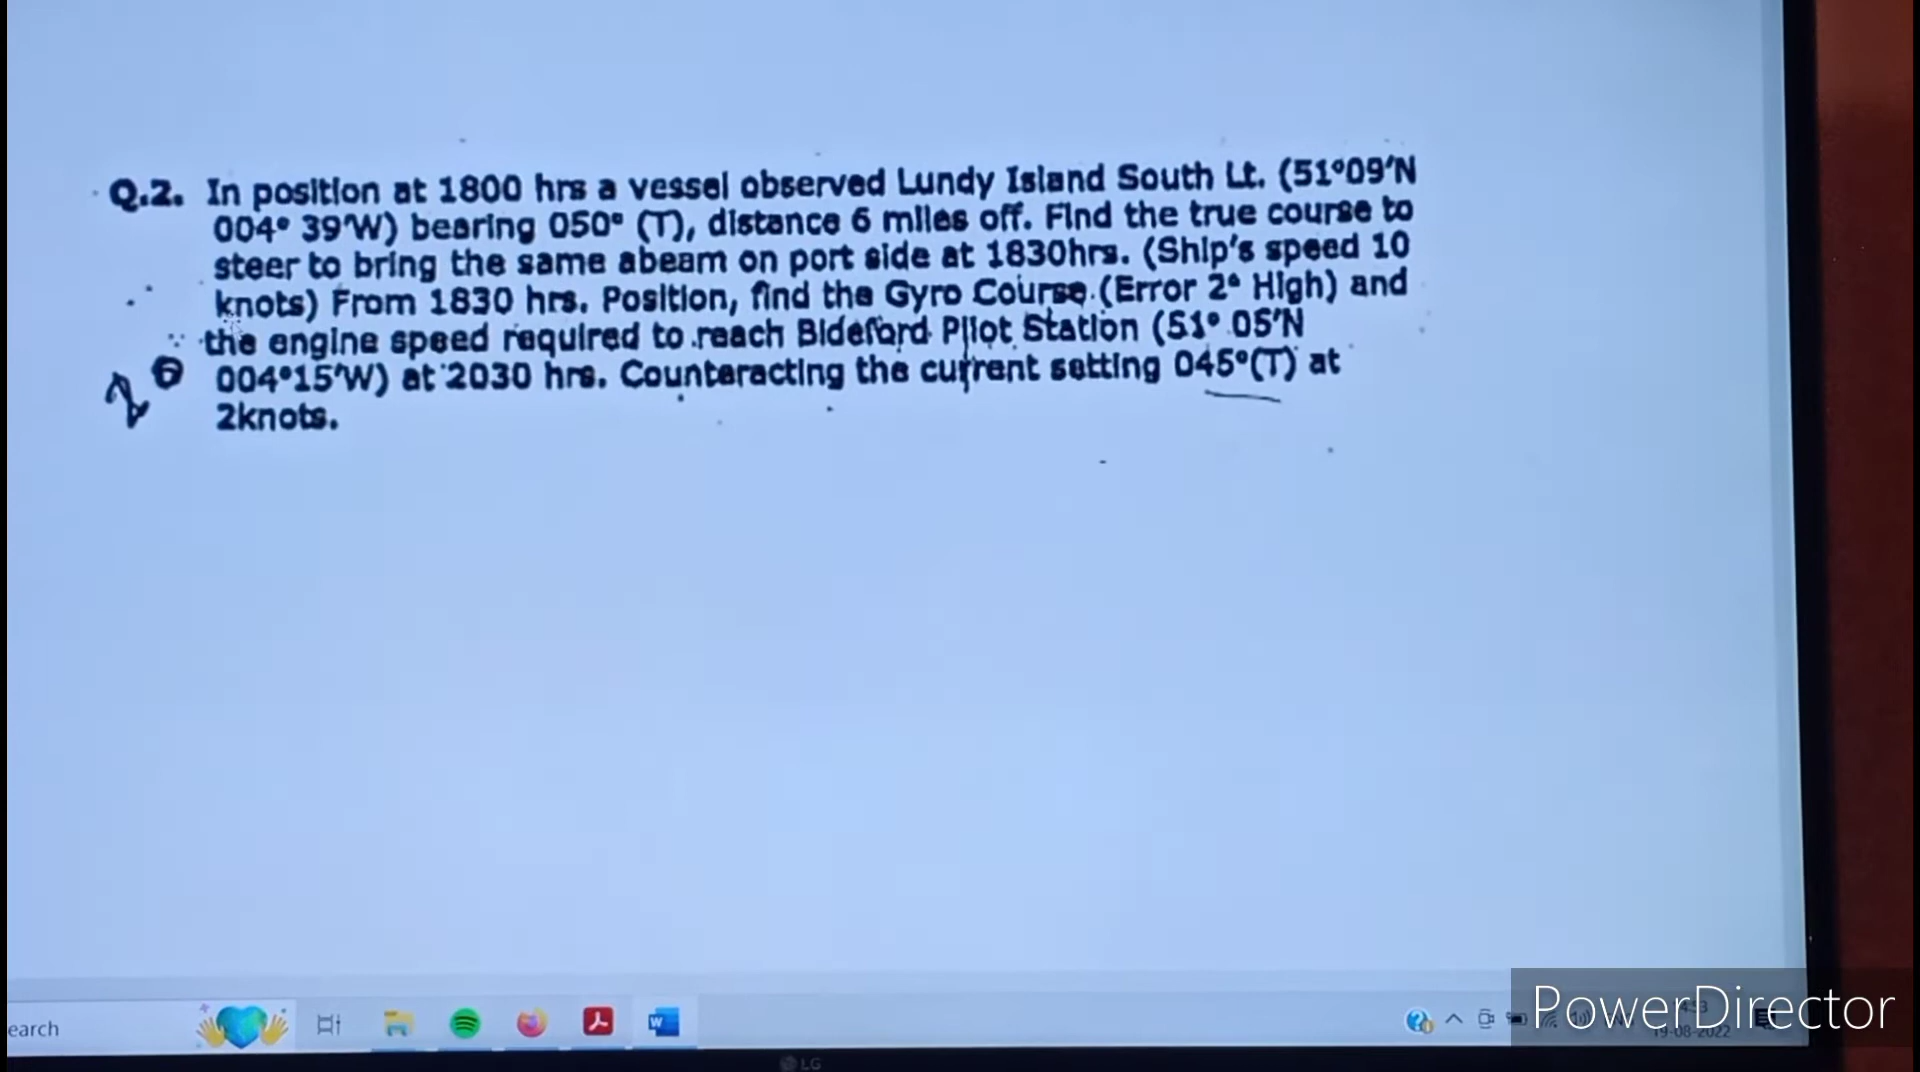 Q.2. In position at 1800 hrs a vessel observed Lundy Island South Lt. (51°09'N
004° 39'W) bearing 050° (T), distance 6 miles off. Find the true course to
steer to bring the same abeam on port side at 1830hrs. (Ship's speed 10
knots) From 1830 hrs. Position, find the Gyro Course.(Error 2° High) and
the engine speed required to reach Bideford Pilot Station (51° 05'N
004°15'W) at 2030 hrs. Counteracting the current setting 045°(T) at
2knots.
earch
PowerDirector
19-08-2022
LG